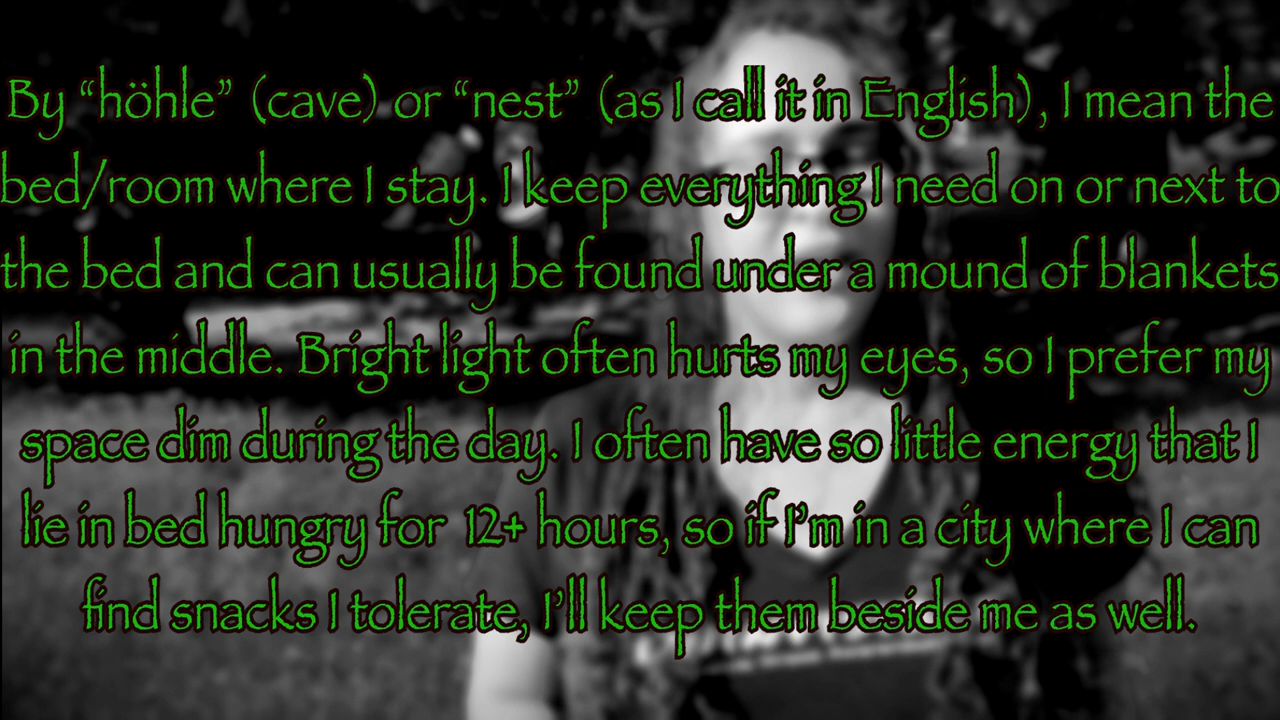 By “höhle” (cave) or “nest” (as I call it in English), I mean the
bed/room where I stay. I keep everything I need on or next to
the bed and can usually be found under a mound of blankets
in the middle. Bright light often hurts my eyes, so I prefer my
space dim during the day. I often have so little energy that I
lie in bed hungry for 12+ hours, so if I’m in a city where I can
find snacks I tolerate, I’ll keep them beside me as well.